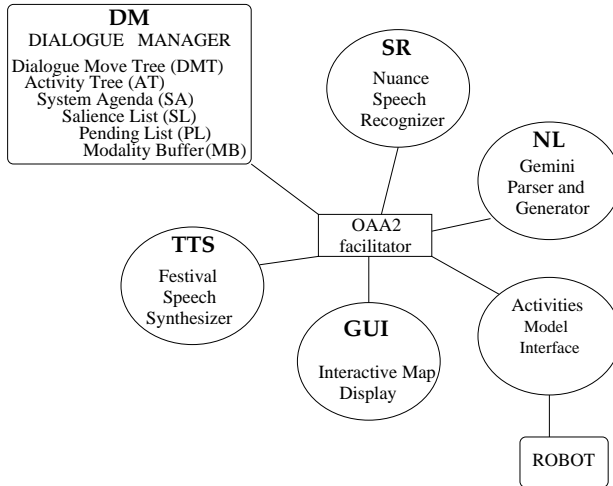 DM
DIALOGUE MANAGER
Dialogue Move Tree (DMT)
Activity Tree (AT)
System Agenda (SA)
Salience List (SL)
Pending List (PL)
Modality Buffer (MB)
SR
Nuance
Speech
Recognizer
NL
Gemini
Parser and
Generator
OAA2
facilitator
TTS
Festival
Speech
Synthesizer
GUI
Interactive Map
Display
Activities
Model
Interface
ROBOT